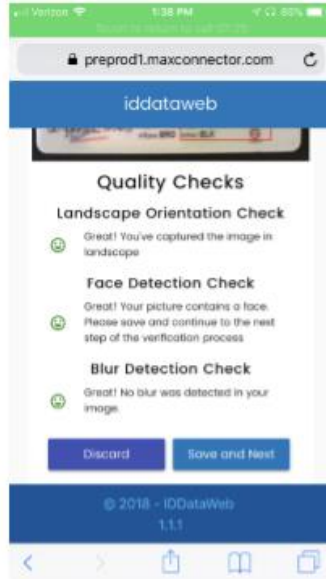 Verizon 1:38 PM
preprod1.maxconnector.com
iddataweb
Quality Checks
Landscape Orientation Check
Great! You've captured the image in
landscape
Face Detection Check
Great! Your picture contains a face.
Please save and continue to the next
step of the verification process
Blur Detection Check
Great! No blur was detected in your
image.
Discard Save and Next
© 2018 - IDDataWeb
1.1.1